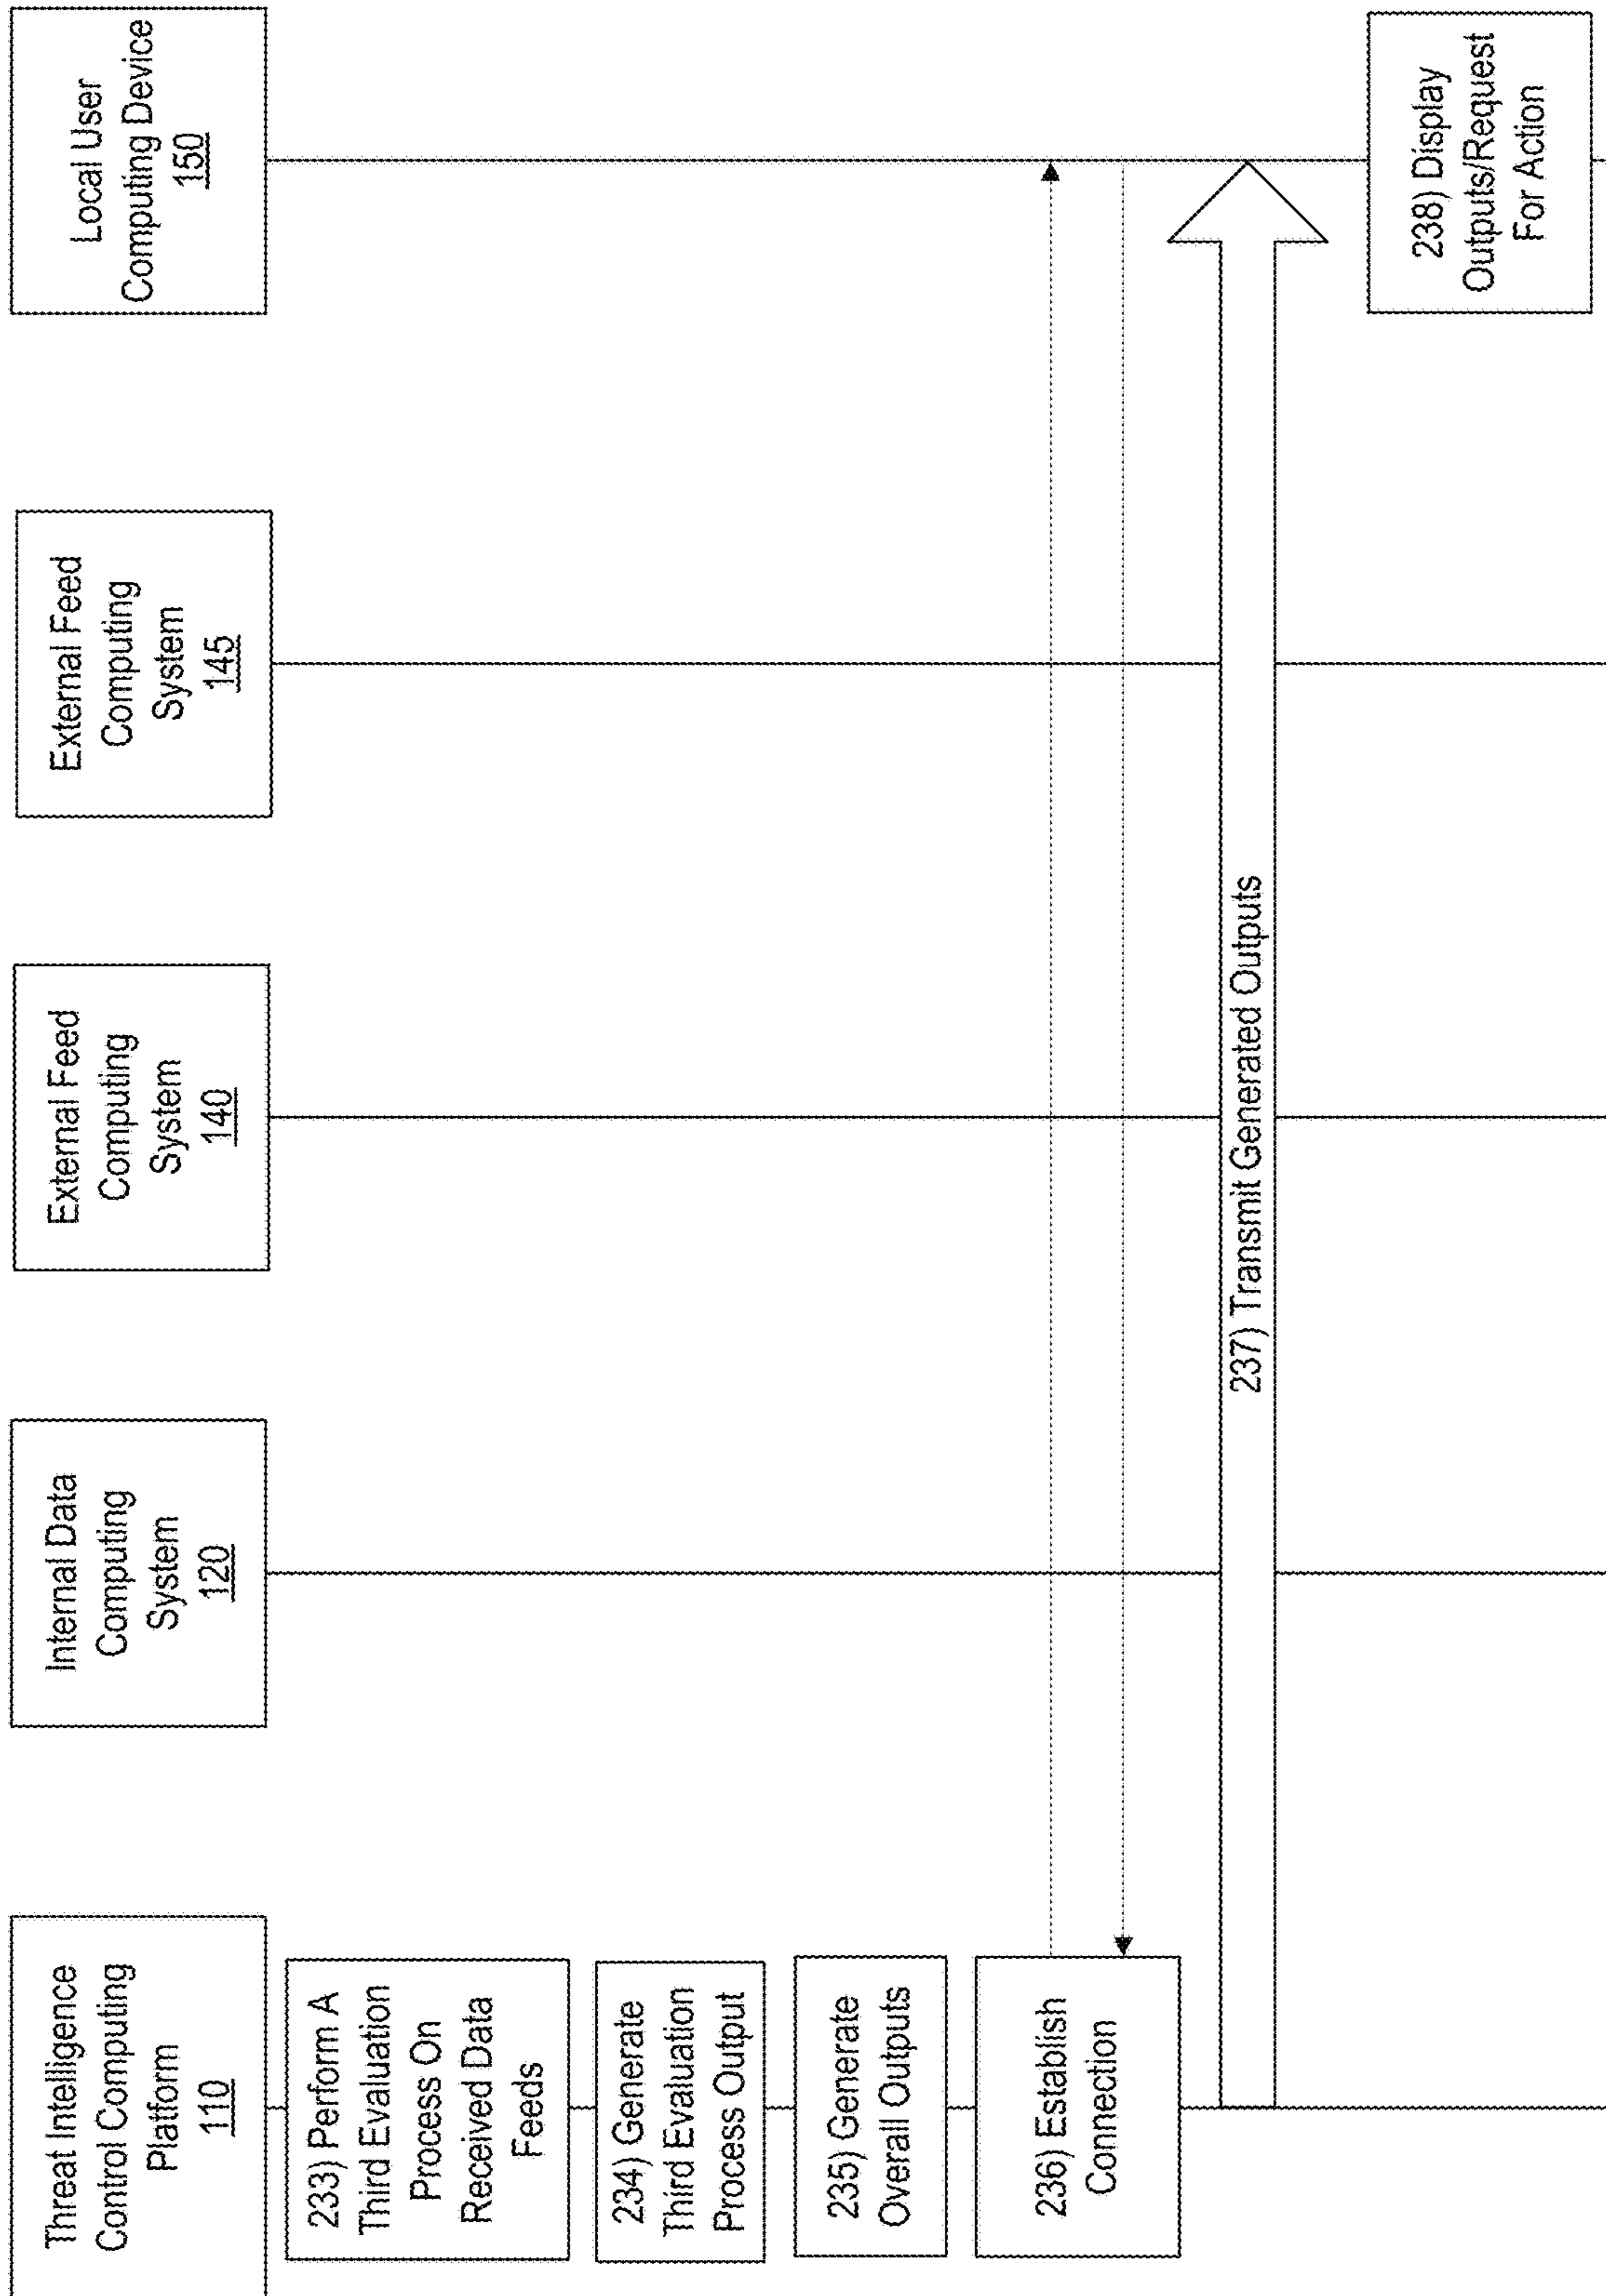 Threat Intelligence
Control Computing
Platform
110
Internal Data
Computing
System
120
External Feed
Computing
System
140
External Feed
Computing
System
145
Local User
Computing Device
150
233) Perform A
Third Evaluation
Process On
Received Data
Feeds
234) Generate
Third Evaluation
Process Output
235) Generate
Overall Outputs
236) Establish
Connection
237) Transmit Generated Outputs
238) Display
Outputs/Request
For Action